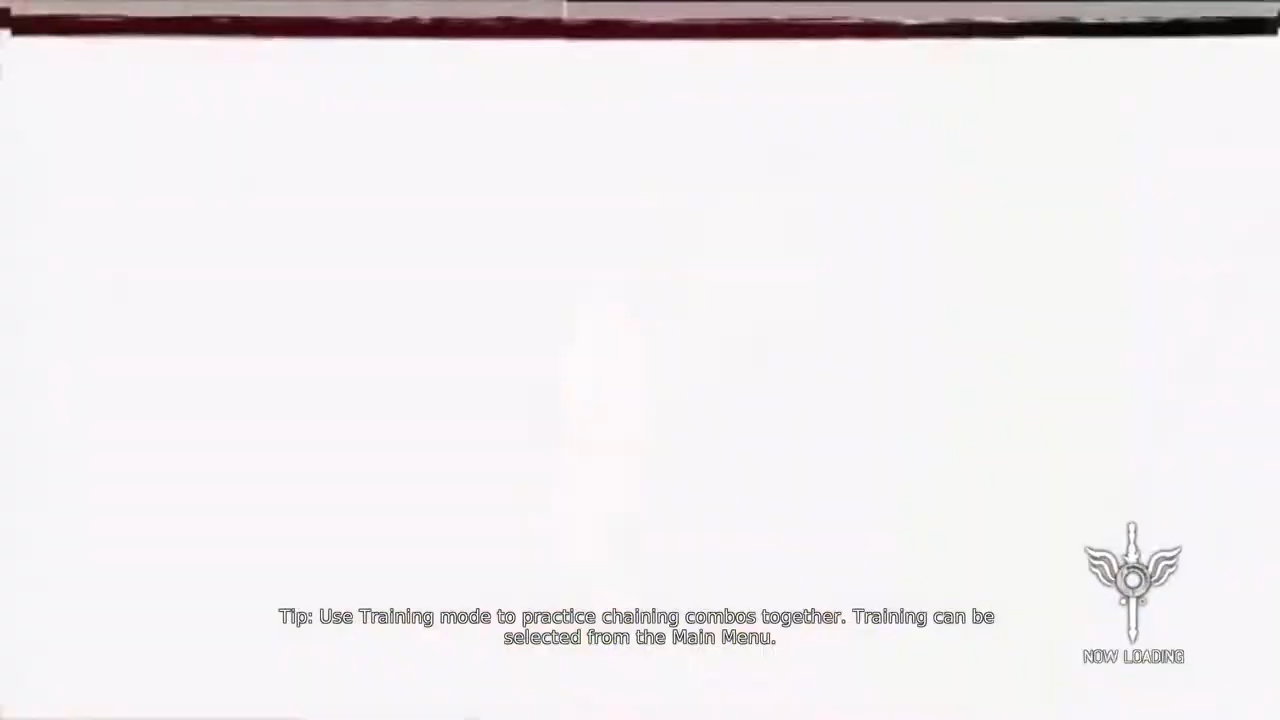 Tip: Use Training mode to practice chaining combos together. Training can be
selected from the Main Menu.
NOW LOADING